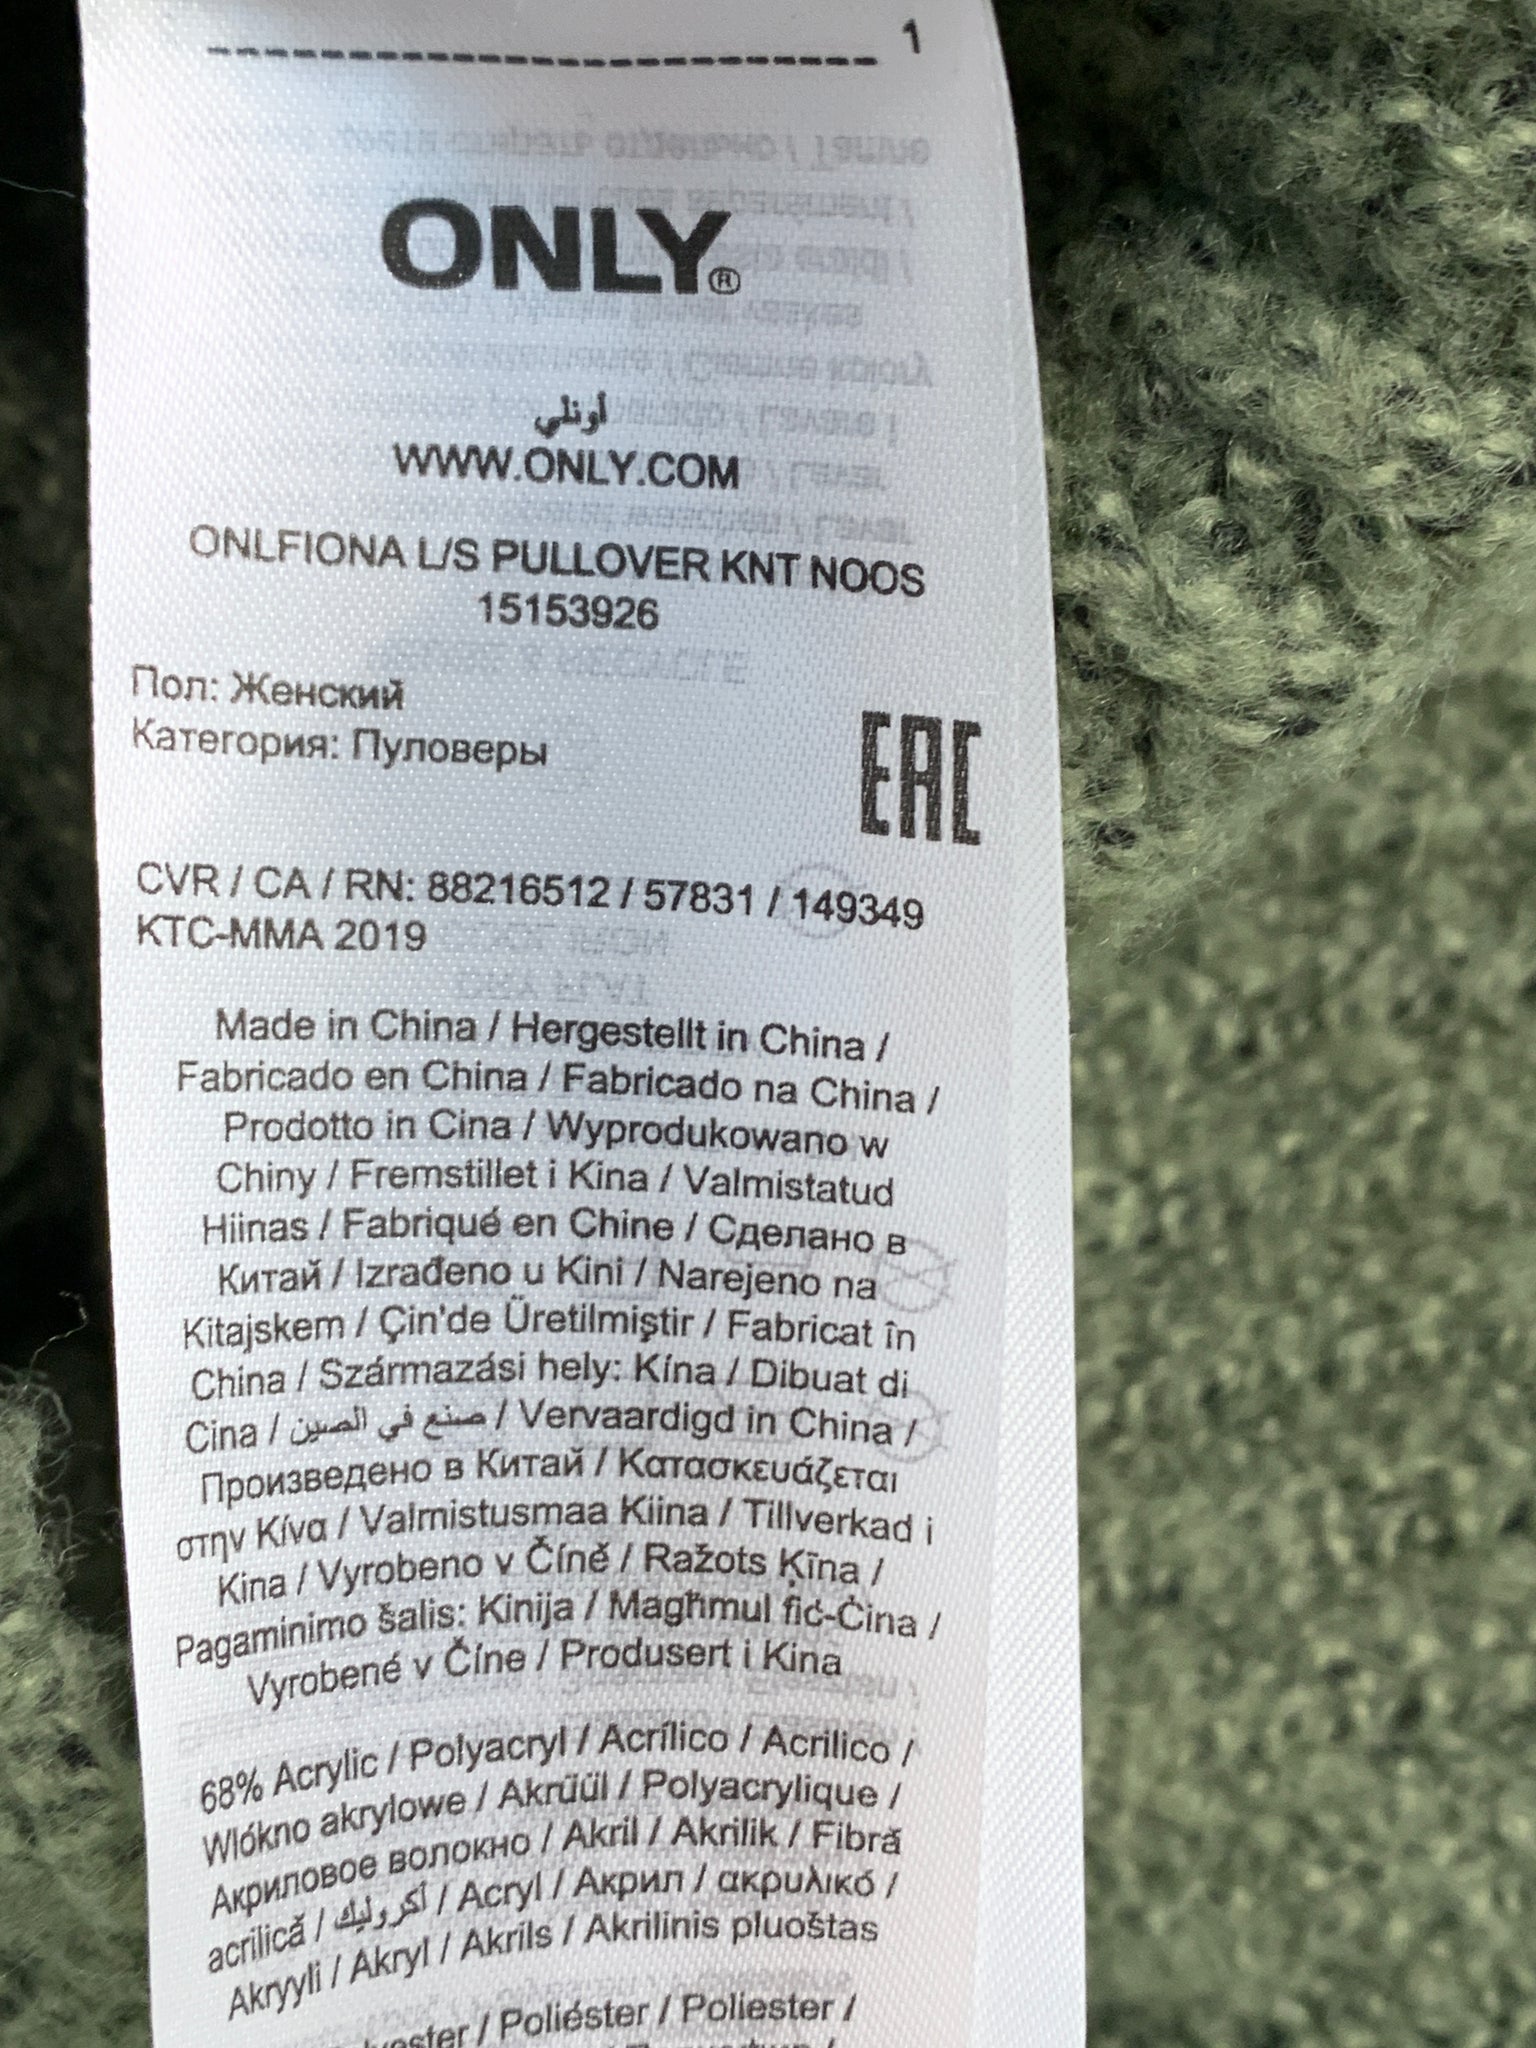 1
ONLY®
أونلي
WWW.ONLY.COM
ONLFIONA L/S PULLOVER KNT NOOS
15153926
Пол: Женский
Категория: Пуловеры
EAC
CVR / CA / RN: 88216512 / 57831 / 149349
KTC-MMA 2019
Made in China / Hergestellt in China /
Fabricado en China / Fabricado na China /
Prodotto in Cina / Wyprodukowano w
Chiny / Fremstillet i Kina / Valmistatud
Hiinas / Fabriqué en Chine / Сделано в
Китай / Izrađeno u Kini / Narejeno na
Kitajskem / Çin'de Üretilmiştir / Fabricat în
China / Származási hely: Kína / Dibuat di
Cina / صنع في الصين / Vervaardigd in China /
Произведено в Китай / Κατασκευάζεται
στην Κίνα / Valmistusmaa Kiina / Tillverkad i
Kina / Vyrobeno v Číně / Ražots Ķīna /
Pagaminimo šalis: Kinija / Magħmul fiċ-Ċina /
Vyrobené v Číne / Produsert i Kina
68% Acrylic / Polyacryl / Acrílico / Acrilico /
Wlókno akrylowe / Akrüül / Polyacrylique /
Акриловое волокно / Akril / Akrilik / Fibră
acrilică / أكروليك / Acryl / Акрил / ακρυλικό /
Akryyli / Akryl / Akrils / Akrilinis pluoštas
/ Poliéster / Poliester /